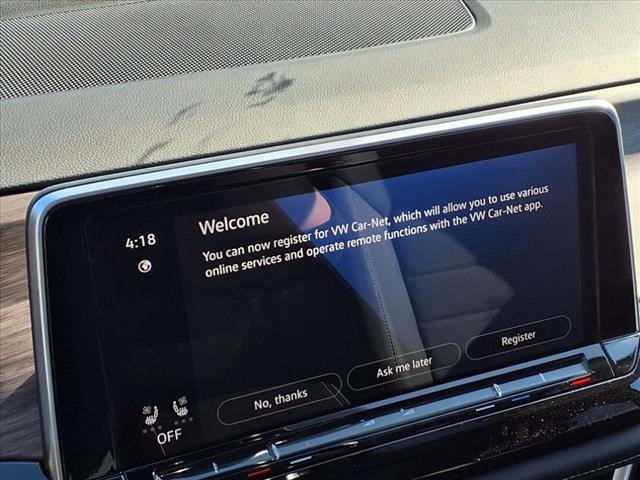 4:18
Welcome
You can now register for VW Car-Net, which will allow you to use various
online services and operate remote functions with the VW Car-Net app.
No, thanks
Ask me later
Register
OFF